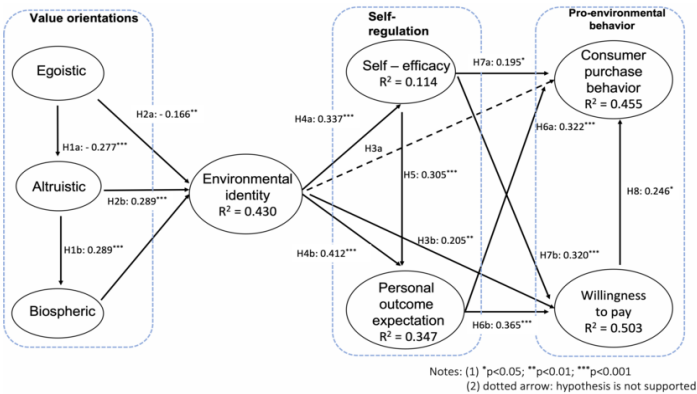 Value orientations
Self-
regulation
Pro-environmental
behavior
Egoistic
H1a: - 0.277***
Altruistic
H1b: 0.289***
Biospheric
H2a: - 0.166**
H2b: 0.289***
Environmental
identity
R² = 0.430
H4a: 0.337***
H3a
H3b: 0.205**
H4b: 0.412***
Self – efficacy
R² = 0.114
H5: 0.305***
Personal
outcome
expectation
R² = 0.347
H7a: 0.195*
H6a: 0.322***
H7b: 0.320***
H6b: 0.365***
Consumer
purchase
behavior
R² = 0.455
H8: 0.246*
Willingness
to pay
R² = 0.503
Notes: (1) *p<0.05; **p<0.01; ***p<0.001
(2) dotted arrow: hypothesis is not supported